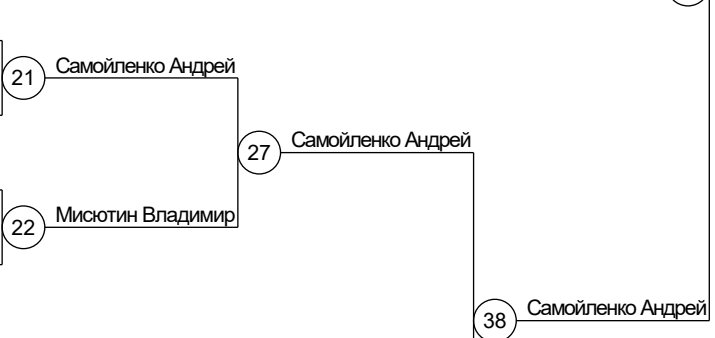 21 Самойленко Андрей
27 Самойленко Андрей
22 Мисютин Владимир
38 Самойленко Андрей